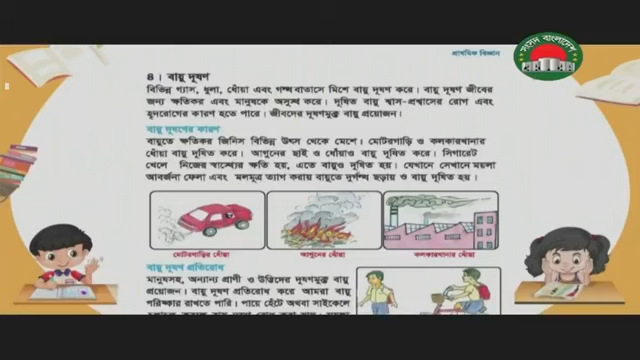 প্রাথমিক বিজ্ঞান
সংসদ বাংলাদেশ
৪। বায়ু দূষণ
বিভিন্ন গ্যাস, ধুলা, ধোঁয়া এবং গন্ধ বাতাসে মিশে বায়ু দূষণ করে। বায়ু দূষণ জীবের
জন্য ক্ষতিকর এবং মানুষকে অসুস্থ করে। দূষিত বায়ু শ্বাস-প্রশ্বাসের রোগ এবং
হৃদরোগের কারণ হতে পারে। জীবসের দূষণমুক্ত বায়ু প্রয়োজন।
বায়ু দূষণের কারণ
বায়ুতে ক্ষতিকর জিনিস বিভিন্ন উৎস থেকে মেশে। মোটরগাড়ি ও কলকারখানার
ধোঁয়া বায়ু দূষিত করে। আগুনের ছাই ও ধোঁয়াও বায়ু দূষিত করে। সিগারেট
খেলে নিজের স্বাস্থ্যের ক্ষতি হয়, এতে বায়ুও দূষিত হয়। যেখানে সেখানে ময়লা
আবর্জনা ফেলা এবং মলমূত্র ত্যাগ করায় বায়ুতে দুর্গন্ধ ছড়ায় ও বায়ু দূষিত হয়।
মোটরগাড়ির ধোঁয়া
আগুনের ধোঁয়া
কলকারখানার ধোঁয়া
বায়ু দূষণ প্রতিরোধ
মানুষসহ, অন্যান্য প্রাণী ও উদ্ভিদের দূষণমুক্ত বায়ু
প্রয়োজন। বায়ু দূষণ প্রতিরোধ করে আমরা বায়ু
পরিষ্কার রাখতে পারি। পায়ে হেঁটে অথবা সাইকেলে